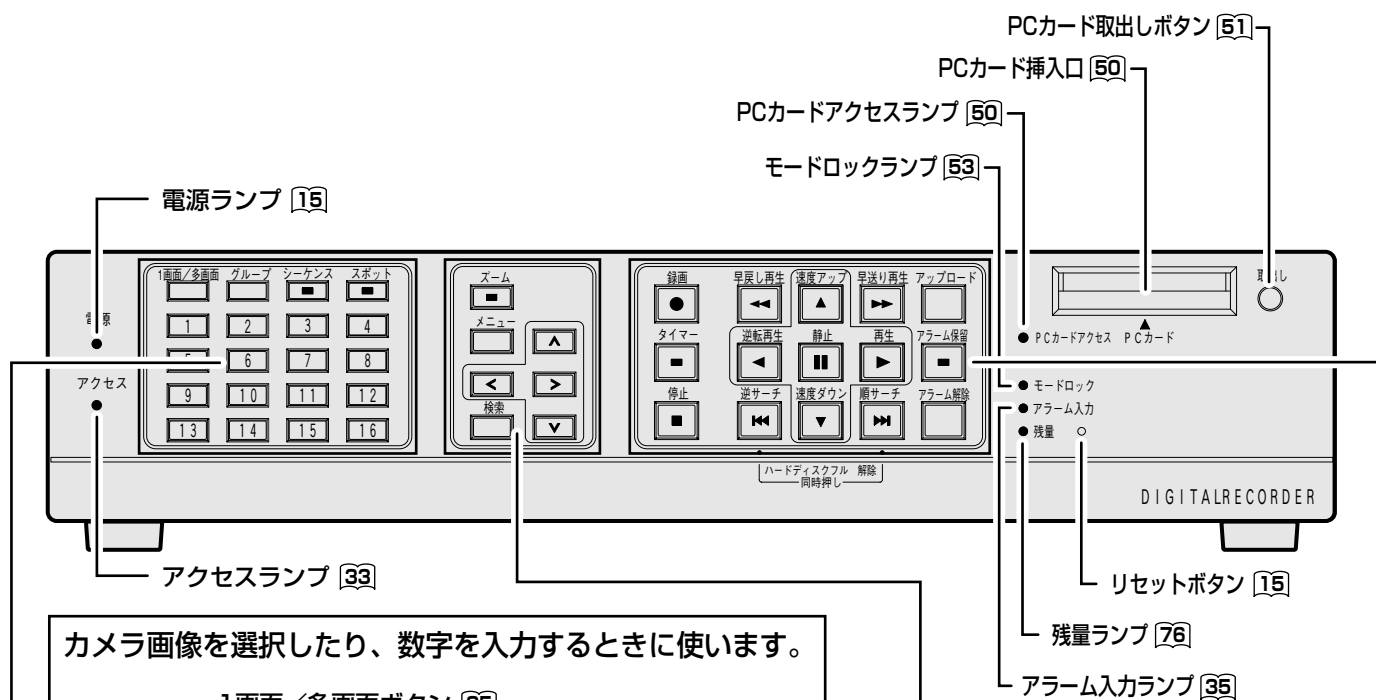 PCカード取出しボタン 51
PCカード挿入口 50
PCカードアクセスランプ 50
モードロックランプ 53
電源ランプ 15
1画面/多画面 グループ シーケンス スポット
ズーム
録画 早戻し再生 速度アップ 早送り再生 アップロード
電源
1 2 3 4
メニュー
タイマー 逆転再生 静止 再生 アラーム保留
PCカードアクセス PCカード
6 7 8
アクセス
9 10 11 12
検索
停止 逆サーチ 速度ダウン 順サーチ アラーム解除
モードロック
アラーム入力
残量
13 14 15 16
ハードディスクフル 解除
同時押し
DIGITALRECORDER
アクセスランプ 33
リセットボタン 15
カメラ画像を選択したり、数字を入力するときに使います。
残量ランプ 76
アラーム入力ランプ 35